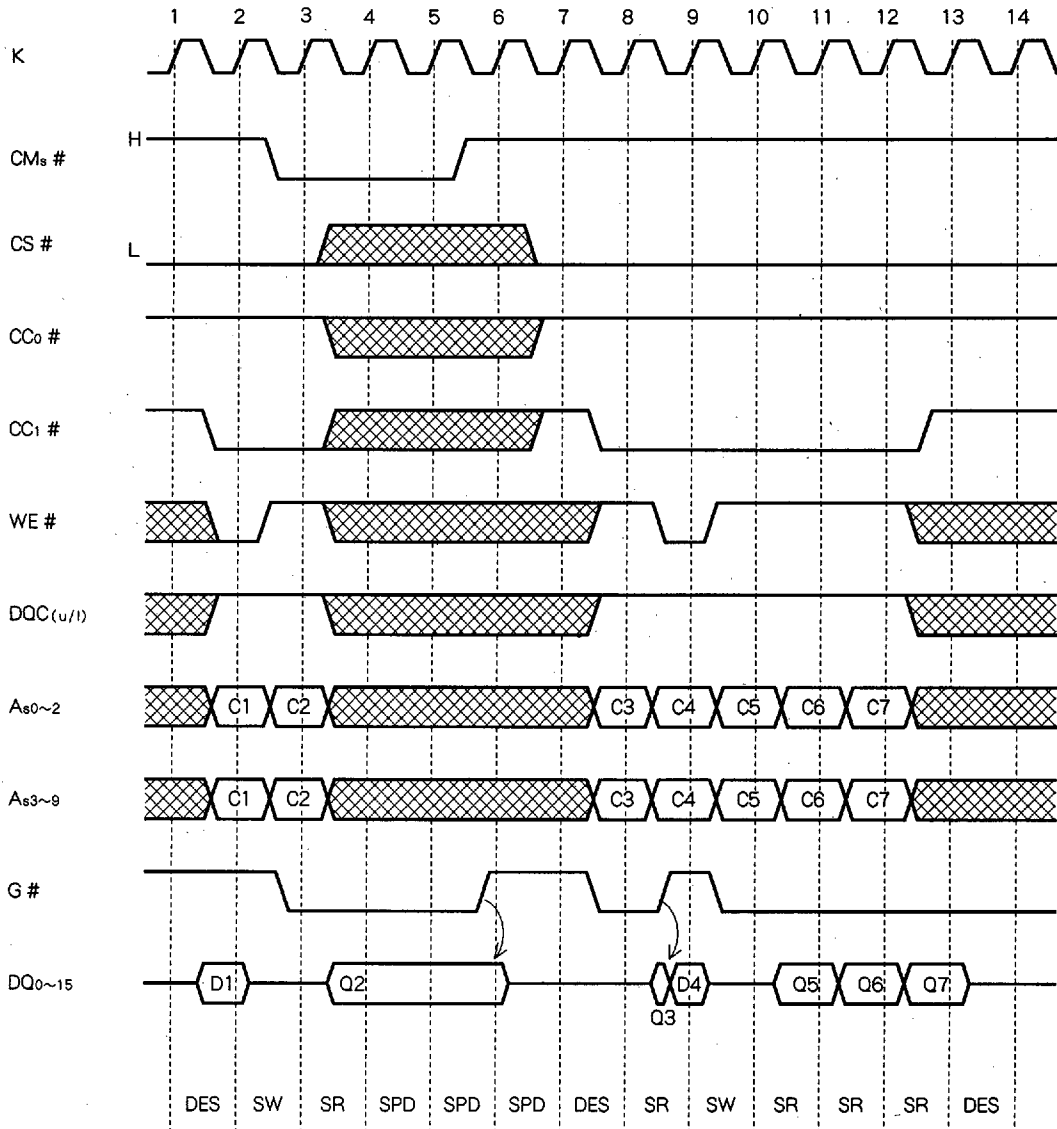 1 2 3 4 5 6 7 8 9 10 11 12 13 14
K
H
CMs #
CS #
L
CC0 #
CC1 #
WE #
DQC(u/l)
As0~2
C1 C2 C3 C4 C5 C6 C7
As3~9
C1 C2 C3 C4 C5 C6 C7
G #
DQ0~15
D1 Q2 D4 Q5 Q6 Q7
Q3
DES SW SR SPD SPD SPD DES SR SW SR SR SR DES